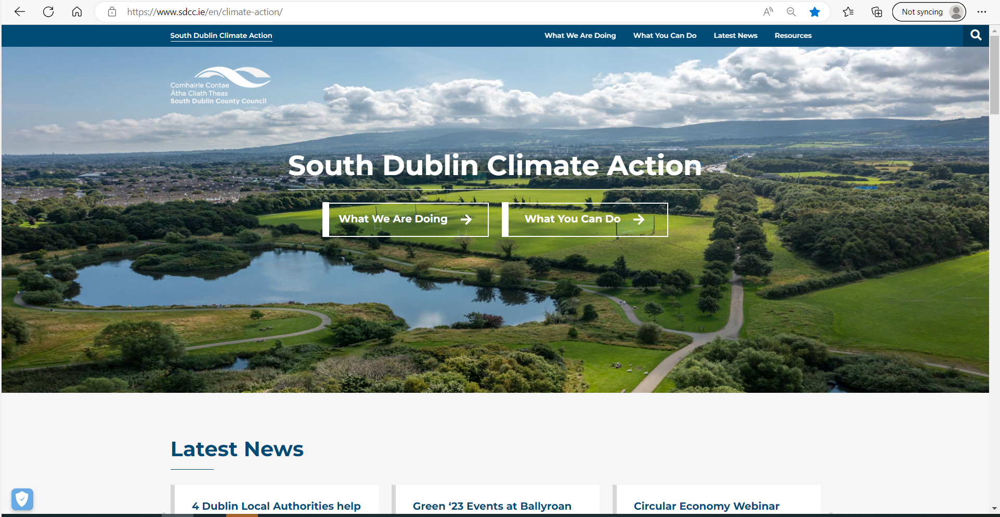 https://www.sdcc.ie/en/climate-action/
Not syncing
South Dublin Climate Action
What We Are Doing
What You Can Do
Latest News
Resources
Comhairle Contae
Átha Cliath Theas
South Dublin County Council
South Dublin Climate Action
What We Are Doing
What You Can Do
Latest News
4 Dublin Local Authorities help
Green ‘23 Events at Ballyroan
Circular Economy Webinar